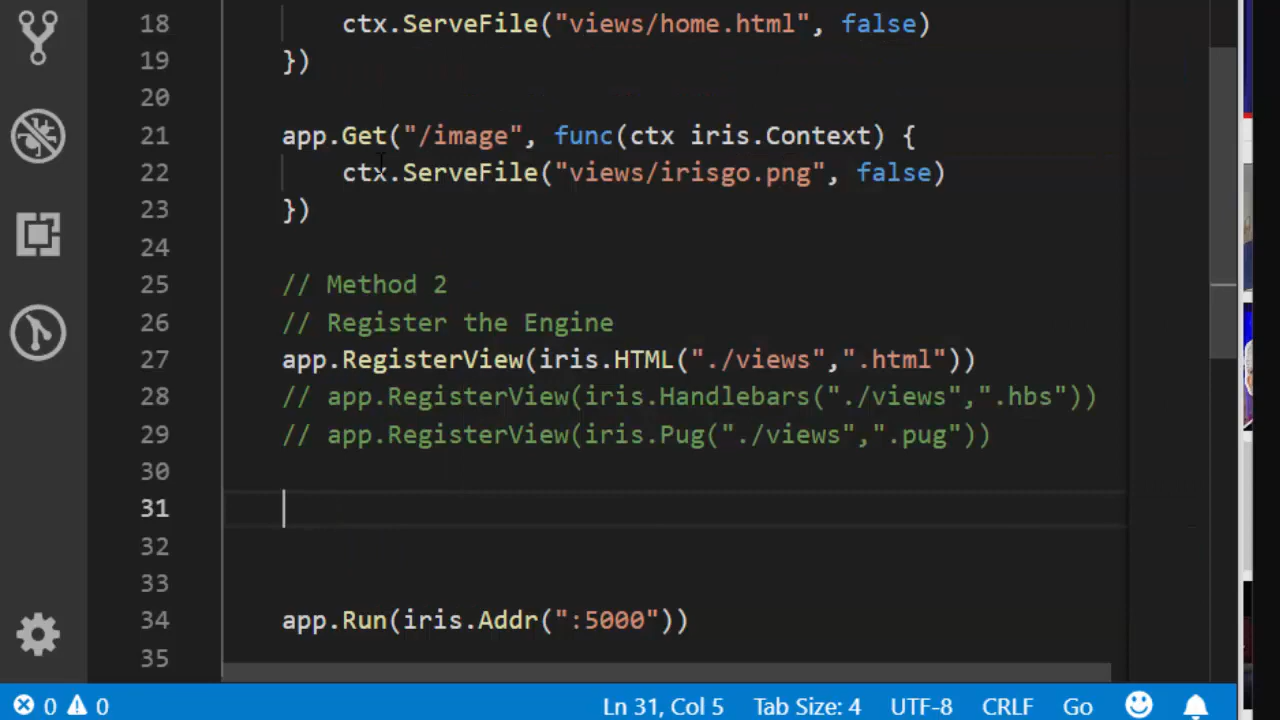 18 ctx.ServeFile("views/home.html", false)
19 })
20
21 app.Get("/image", func(ctx iris.Context) {
22 ctx.ServeFile("views/irisgo.png", false)
23 })
24
25 // Method 2
26 // Register the Engine
27 app.RegisterView(iris.HTML("./views",".html"))
28 // app.RegisterView(iris.Handlebars("./views",".hbs"))
29 // app.RegisterView(iris.Pug("./views",".pug"))
30
31
32
33
34 app.Run(iris.Addr(":5000"))
35
0 0 Ln 31, Col 5 Tab Size: 4 UTF-8 CRLF Go